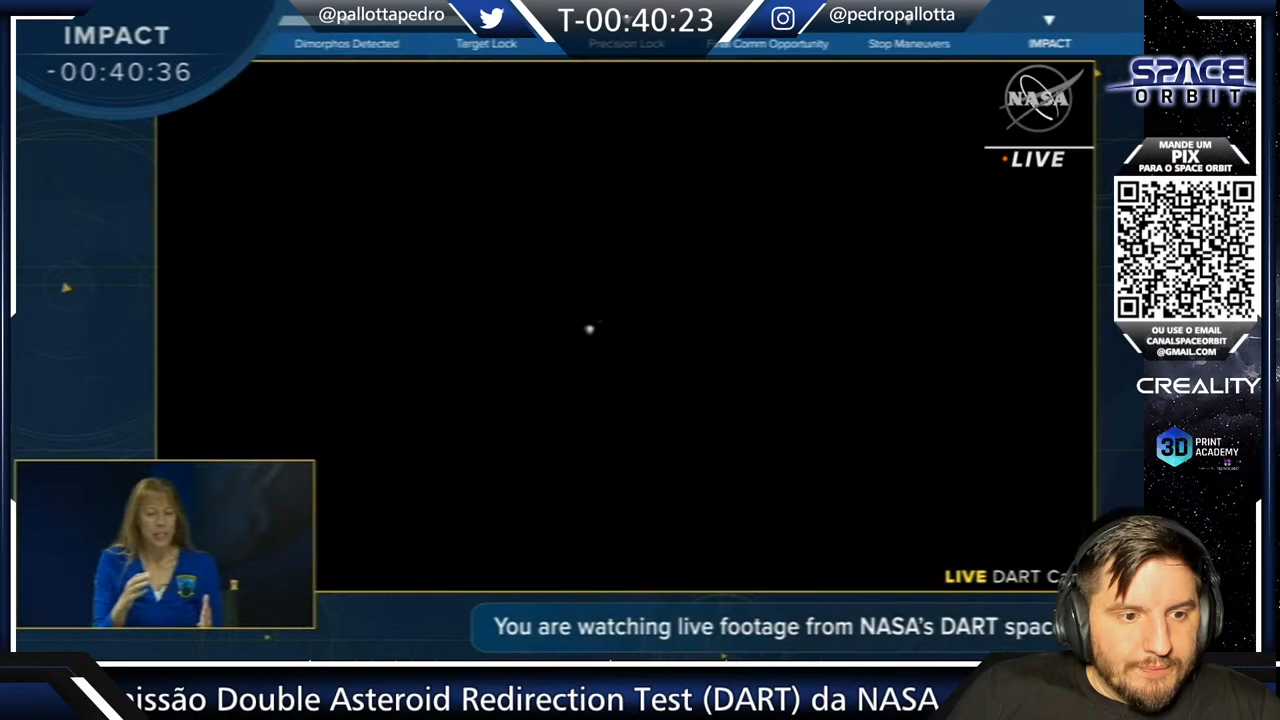 @pallottapedro
T-00:40:23
@pedropallotta
IMPACT
-00:40:36
Dimorphos Detected
Target Lock
Precision Lock
Final Comm Opportunity
Stop Maneuvers
IMPACT
NASA
LIVE
SPACE
ORBIT
MANDE UM
PIX
PARA O SPACE ORBIT
OU USE O EMAIL
CANALSPACEORBIT
@GMAIL.COM
CREALITY
3D PRINT
ACADEMY
LIVE DART
You are watching live footage from NASA's DART
Double Asteroid Redirection Test (DART) da NASA